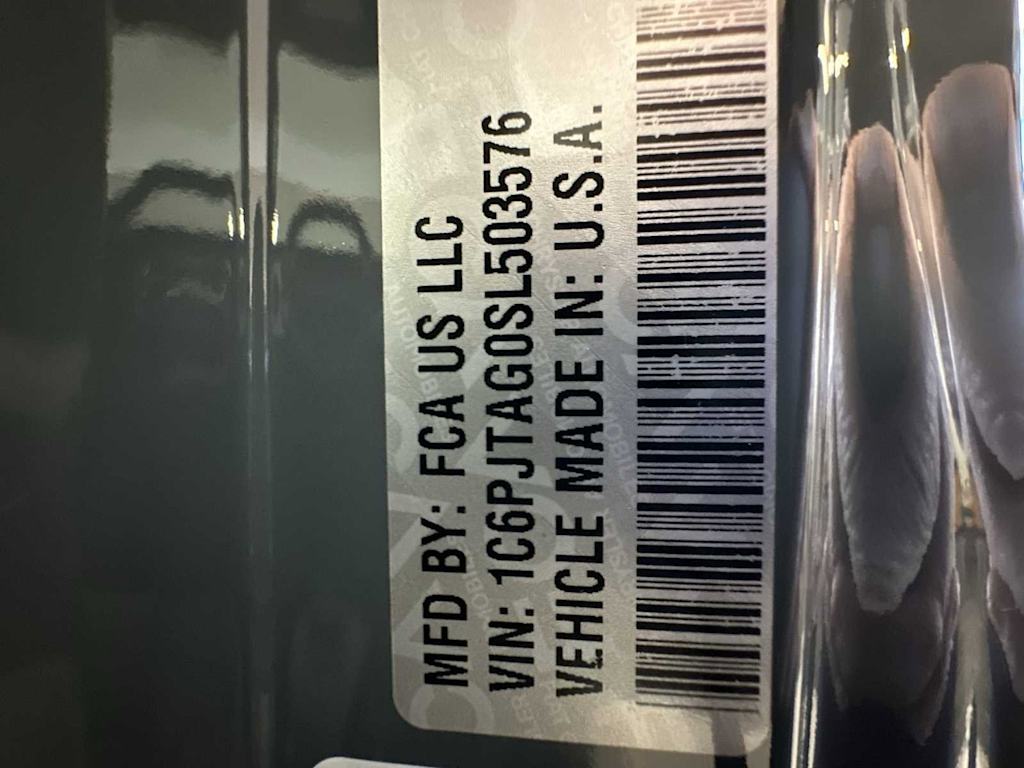 MFD BY: FCA US LLC
VIN: 1C6PJTAG0SL503576
VEHICLE MADE IN: U.S.A.